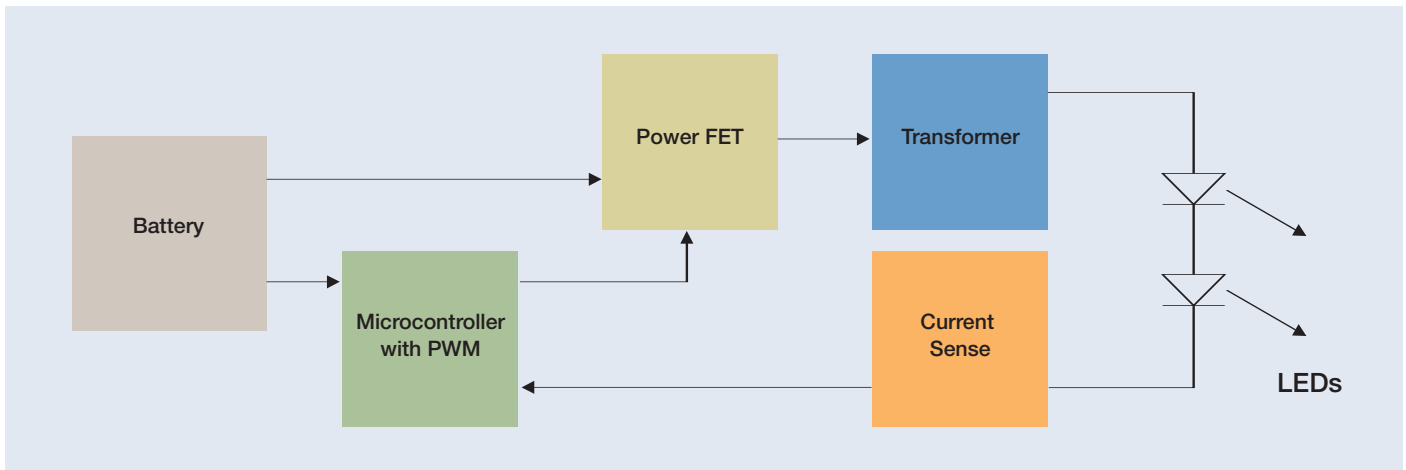 Battery
Power FET
Transformer
Microcontroller
with PWM
Current
Sense
LEDs